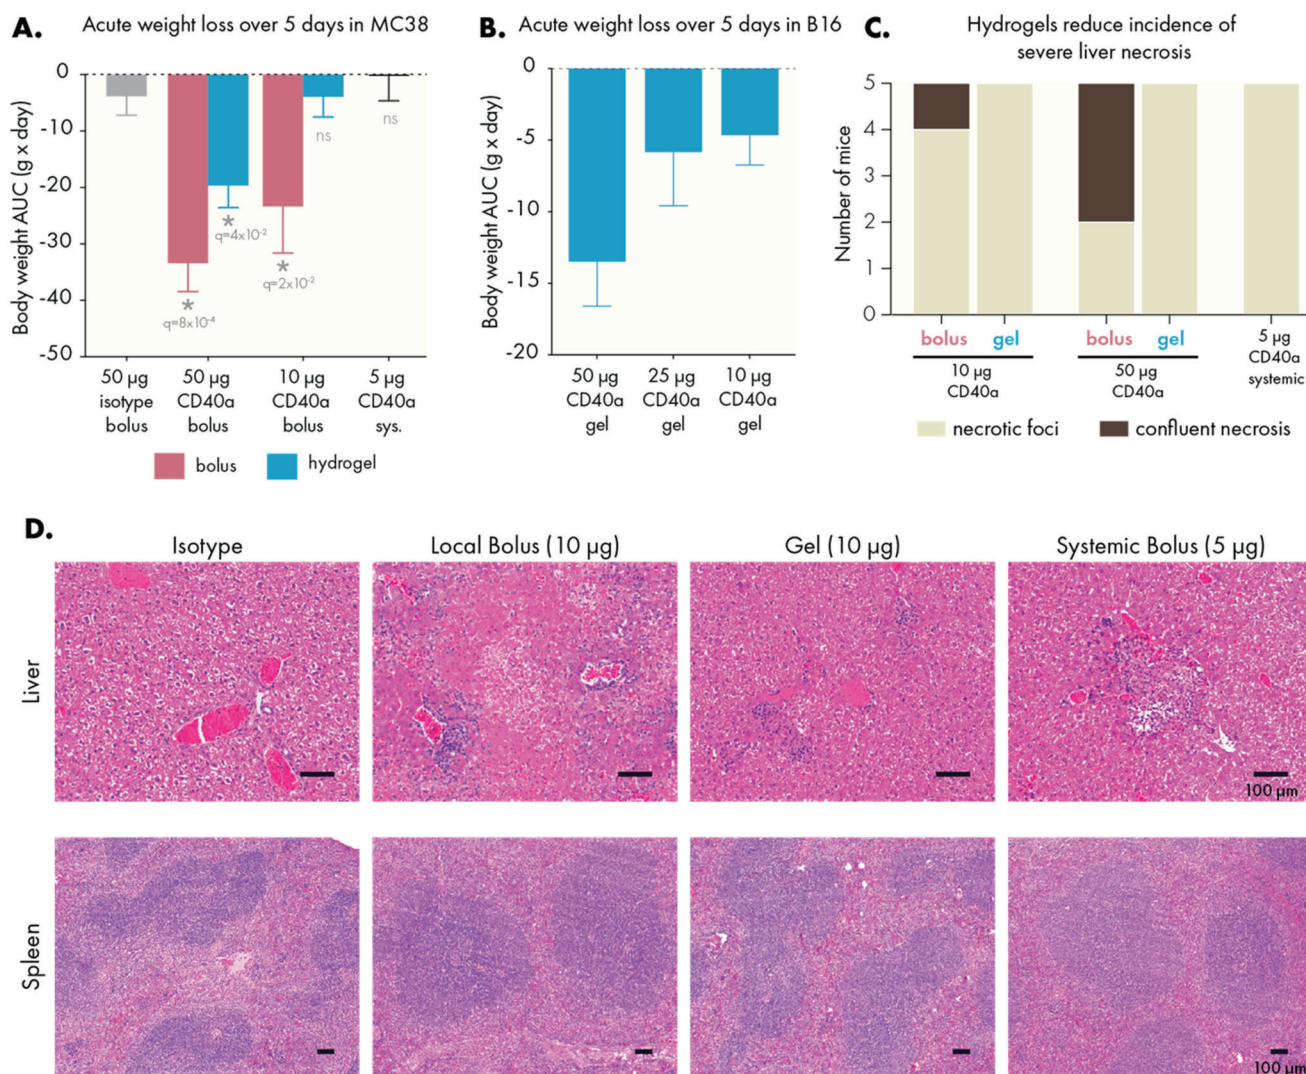 A. Acute weight loss over 5 days in MC38
Body weight AUC (g x day)
0
-10
-20
-30
-40
-50
ns
ns
*
q=4x10⁻²
*
q=2x10⁻²
*
q=8x10⁻⁴
50 µg isotype bolus
50 µg CD40a bolus
10 µg CD40a bolus
5 µg CD40a sys.
bolus
hydrogel
B. Acute weight loss over 5 days in B16
Body weight AUC (g x day)
0
-5
-10
-15
-20
50 µg CD40a gel
25 µg CD40a gel
10 µg CD40a gel
C. Hydrogels reduce incidence of
severe liver necrosis
Number of mice
5
4
3
2
1
0
bolus gel bolus gel
10 µg CD40a
50 µg CD40a
5 µg CD40a systemic
necrotic foci confluent necrosis
D.
Isotype Local Bolus (10 µg) Gel (10 µg) Systemic Bolus (5 µg)
Liver
100 µm
Spleen
100 µm